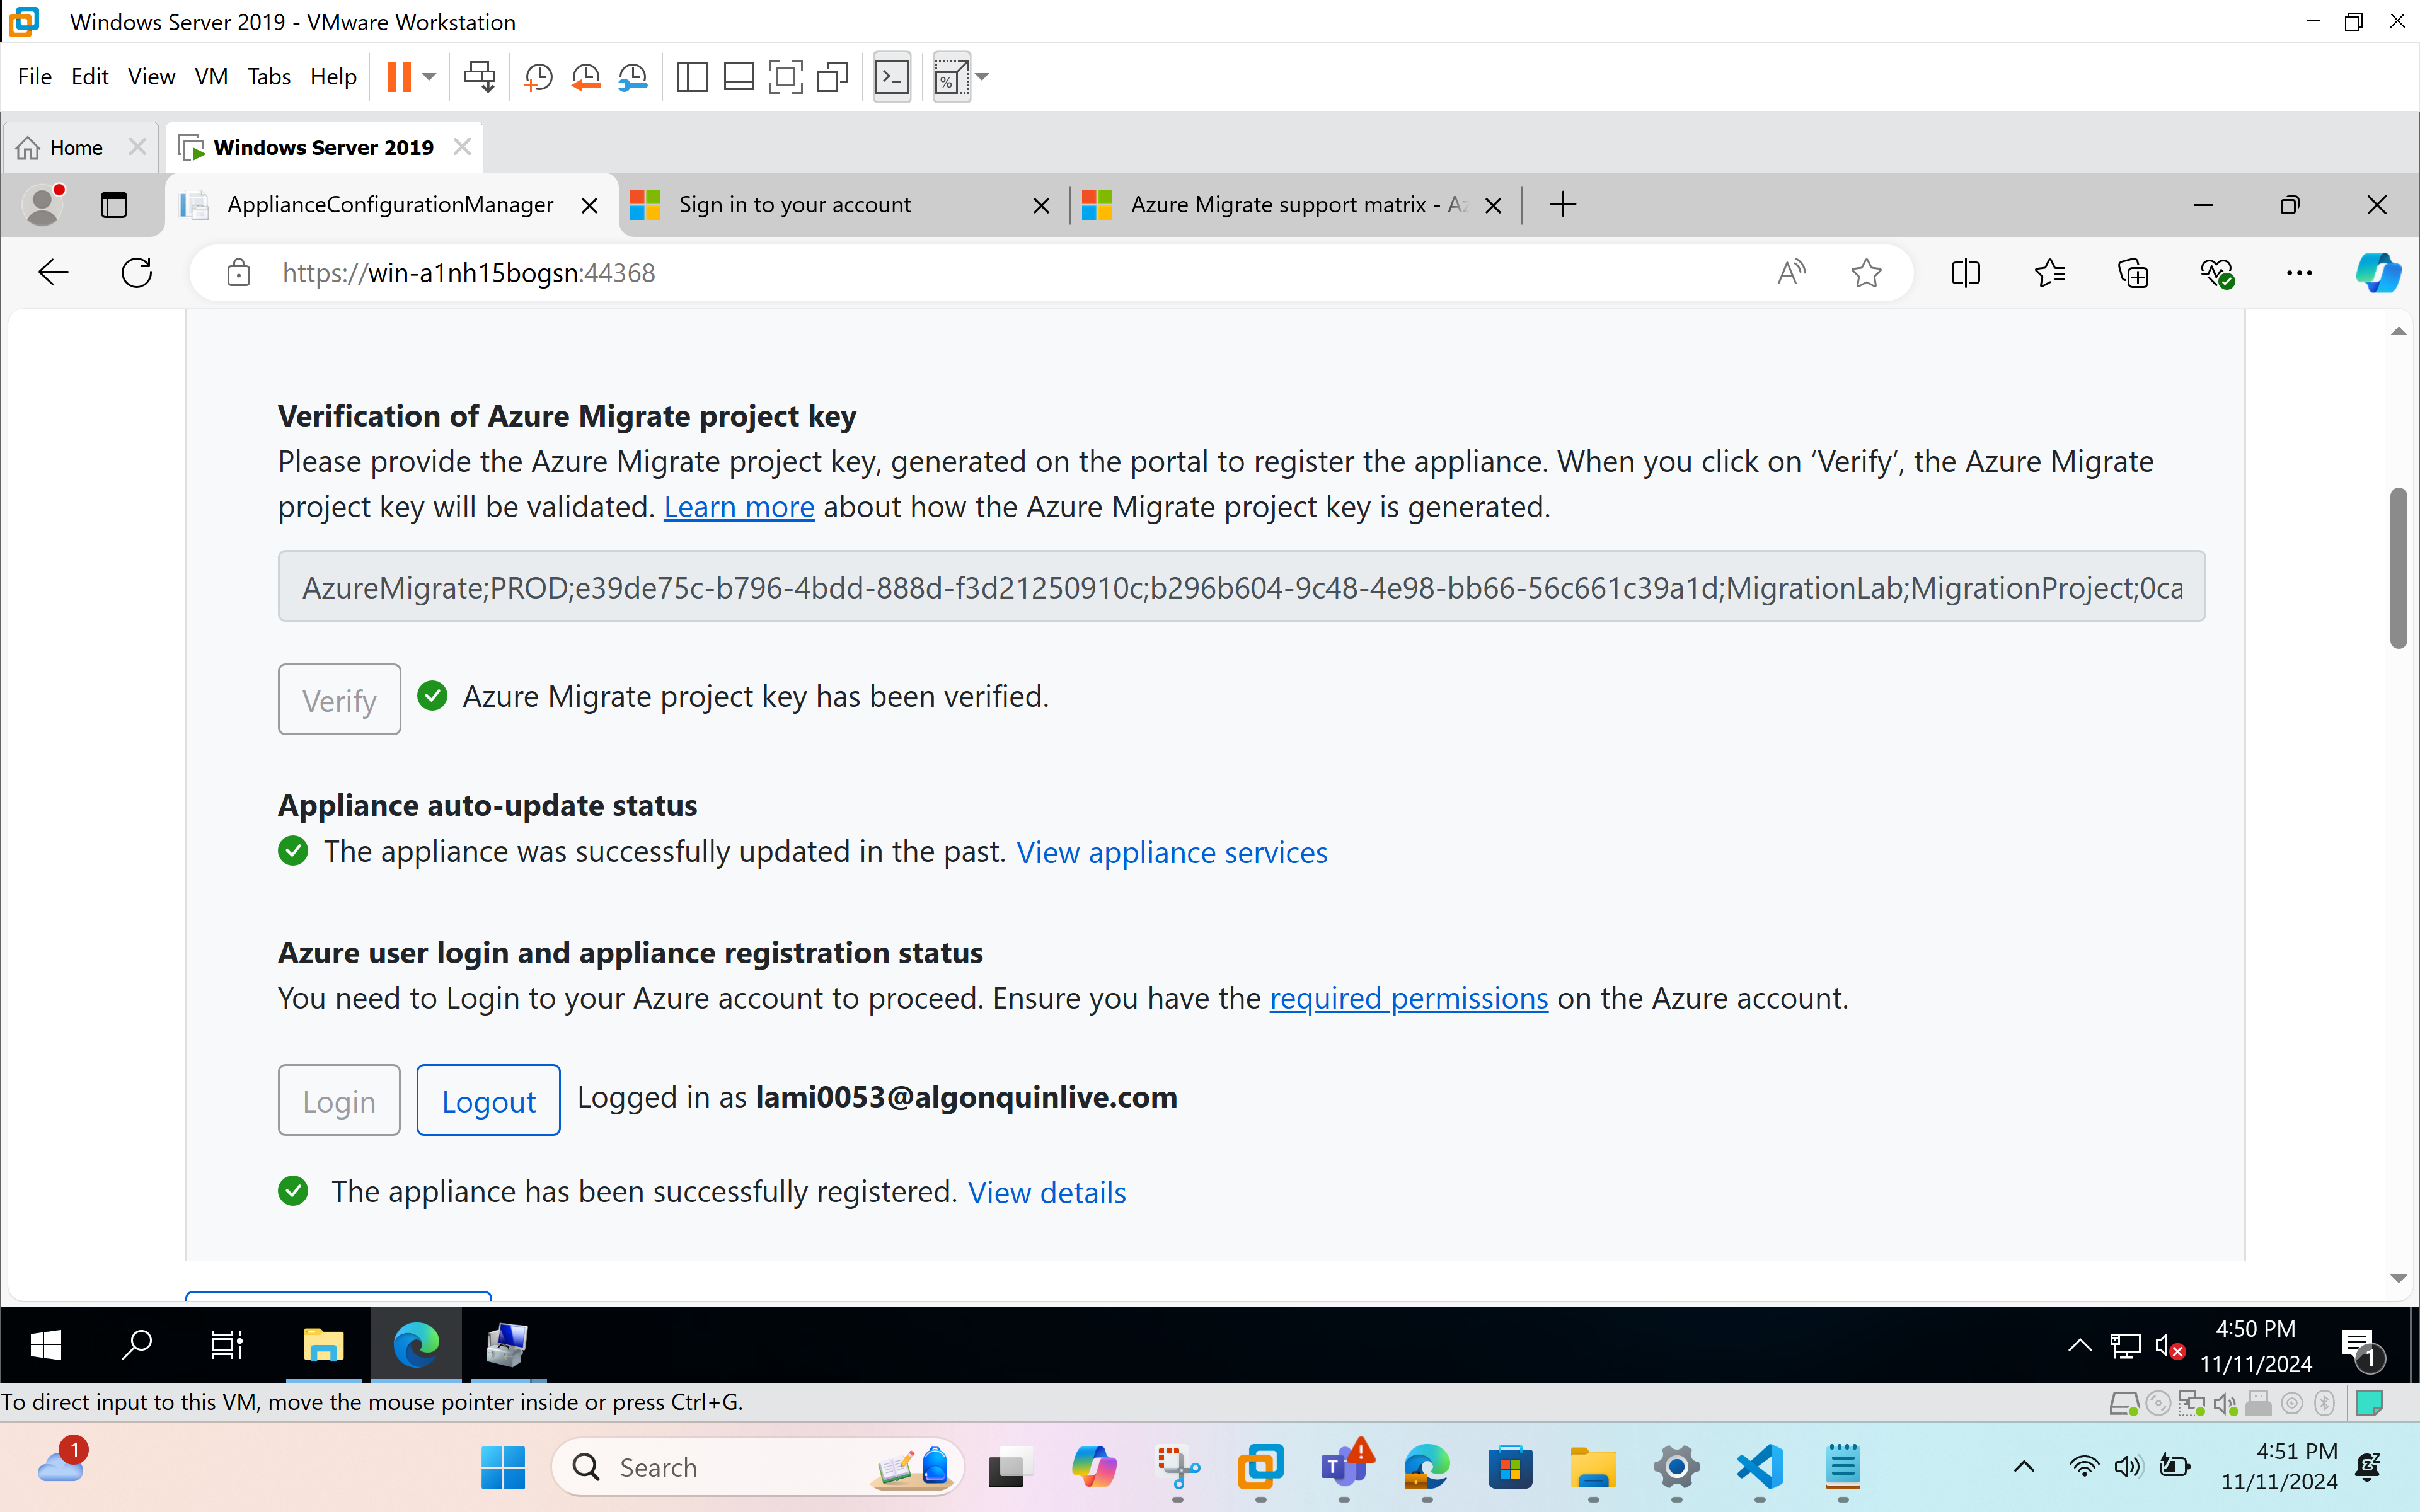 Windows Server 2019 - VMware Workstation
File Edit View VM Tabs Help
Home
Windows Server 2019
ApplianceConfigurationManager
Sign in to your account
Azure Migrate support matrix - Az
https://win-a1nh15bogsn:44368
Verification of Azure Migrate project key
Please provide the Azure Migrate project key, generated on the portal to register the appliance. When you click on ‘Verify’, the Azure Migrate
project key will be validated. Learn more about how the Azure Migrate project key is generated.
AzureMigrate;PROD;e39de75c-b796-4bdd-888d-f3d21250910c;b296b604-9c48-4e98-bb66-56c661c39a1d;MigrationLab;MigrationProject;0ca
Verify
Azure Migrate project key has been verified.
Appliance auto-update status
The appliance was successfully updated in the past. View appliance services
Azure user login and appliance registration status
You need to Login to your Azure account to proceed. Ensure you have the required permissions on the Azure account.
Login
Logout
Logged in as lami0053@algonquinlive.com
The appliance has been successfully registered. View details
4:50 PM
11/11/2024
1
To direct input to this VM, move the mouse pointer inside or press Ctrl+G.
1
Search
4:51 PM
11/11/2024